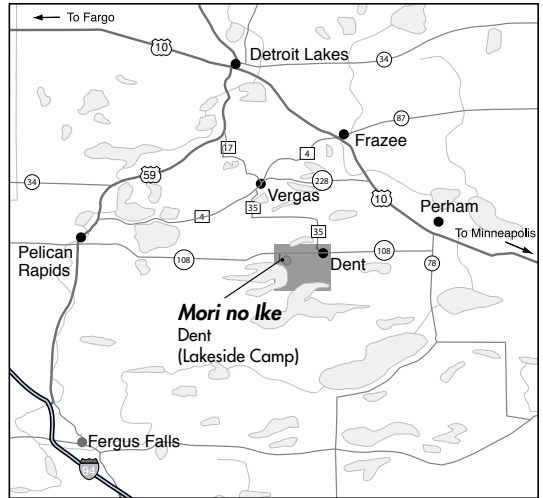 To Fargo
10
Detroit Lakes
34
87
4
Frazee
17
59
34
228
Vergas
10
4
35
Perham
To Minneapolis
Pelican
Rapids
35
108
108
Dent
78
Mori no Ike
Dent
(Lakeside Camp)
Fergus Falls
94